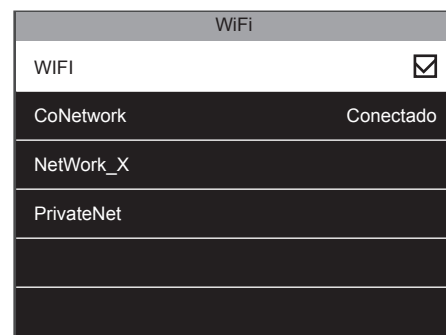 WiFi
WIFI
CoNetwork Conectado
NetWork_X
PrivateNet